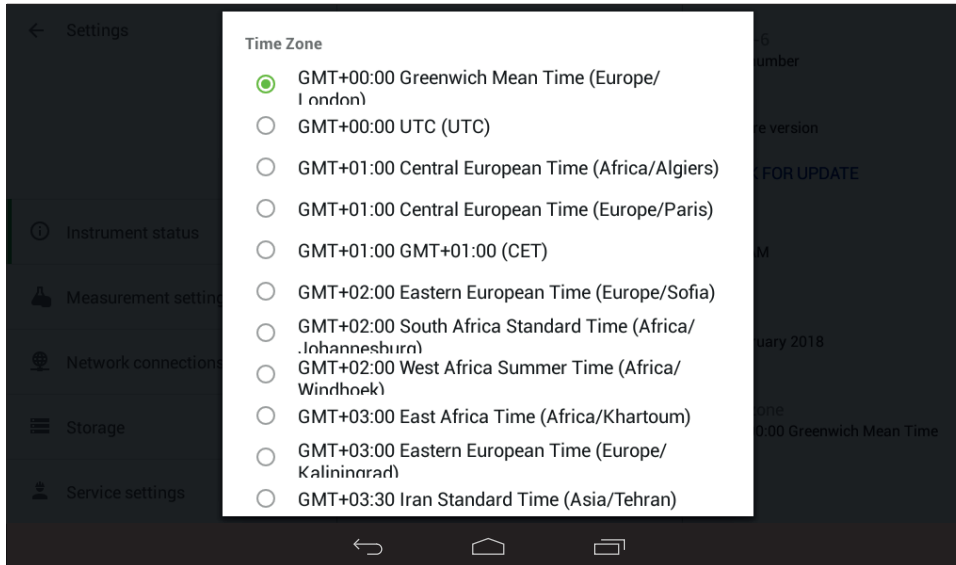 Settings
Time Zone
GMT+00:00 Greenwich Mean Time (Europe/
London)
GMT+00:00 UTC (UTC)
GMT+01:00 Central European Time (Africa/Algiers)
GMT+01:00 Central European Time (Europe/Paris)
GMT+01:00 GMT+01:00 (CET)
GMT+02:00 Eastern European Time (Europe/Sofia)
GMT+02:00 South Africa Standard Time (Africa/
Johannesburg)
GMT+02:00 West Africa Summer Time (Africa/
Windhoek)
GMT+03:00 East Africa Time (Africa/Khartoum)
GMT+03:00 Eastern European Time (Europe/
Kaliningrad)
GMT+03:30 Iran Standard Time (Asia/Tehran)
Instrument status
Measurement setting
Network connections
Storage
Service settings
-6
umber
re version
FOR UPDATE
M
uary 2018
one
0:00 Greenwich Mean Time